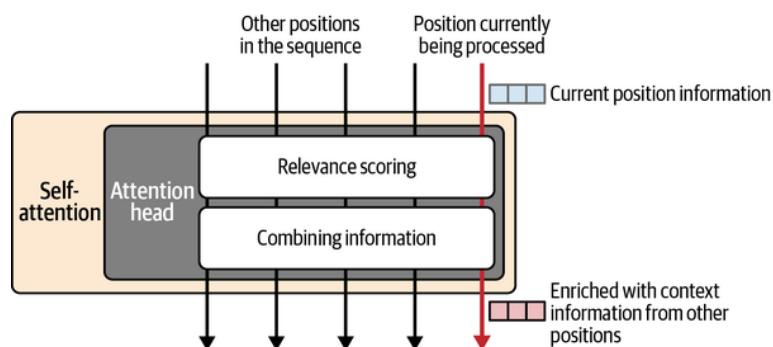 Other positions
in the sequence
Position currently
being processed
Current position information
Self-
attention
Attention
head
Relevance scoring
Combining information
Enriched with context
information from other
positions